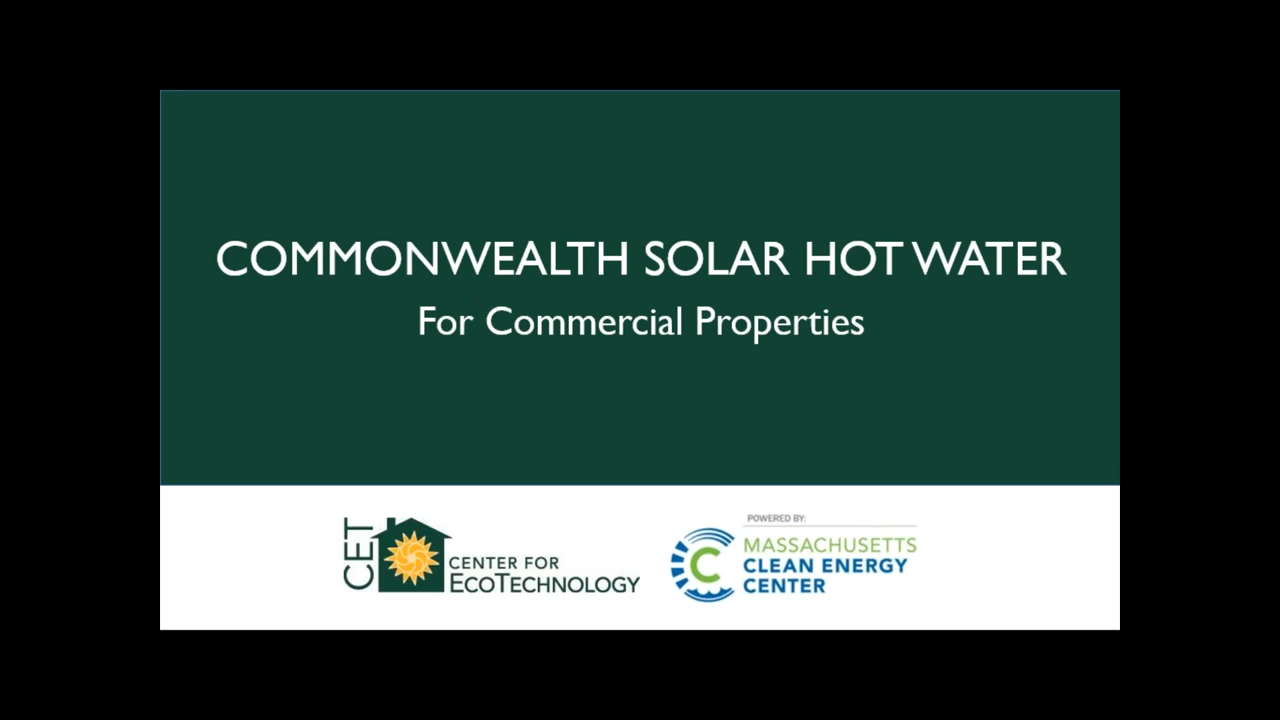 COMMONWEALTH SOLAR HOT WATER
For Commercial Properties
CET
CENTER FOR
ECOTECHNOLOGY
POWERED BY:
C
MASSACHUSETTS
CLEAN ENERGY
CENTER